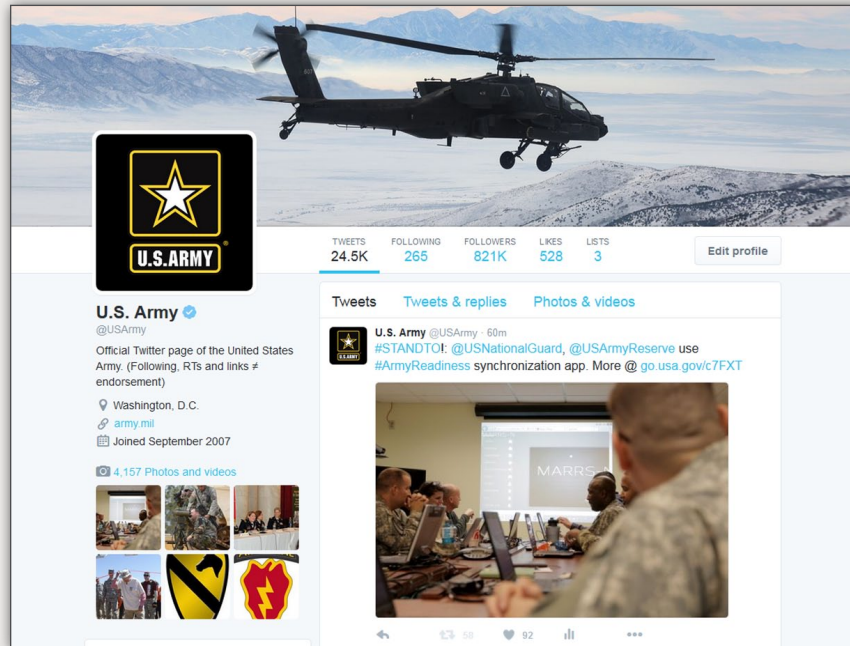 U.S.ARMY
TWEETS FOLLOWING FOLLOWERS LIKES LISTS
24.5K 265 821K 528 3
Edit profile
U.S. Army
@USArmy
Official Twitter page of the United States
Army. (Following, RTs and links ≠
endorsement)
Washington, D.C.
army.mil
Joined September 2007
4,157 Photos and videos
Tweets Tweets & replies Photos & videos
U.S.ARMY
U.S. Army @USArmy · 60m
#STANDTO!: @USNationalGuard, @USArmyReserve use
#ArmyReadiness synchronization app. More @ go.usa.gov/c7FXT
MARRS-N
92